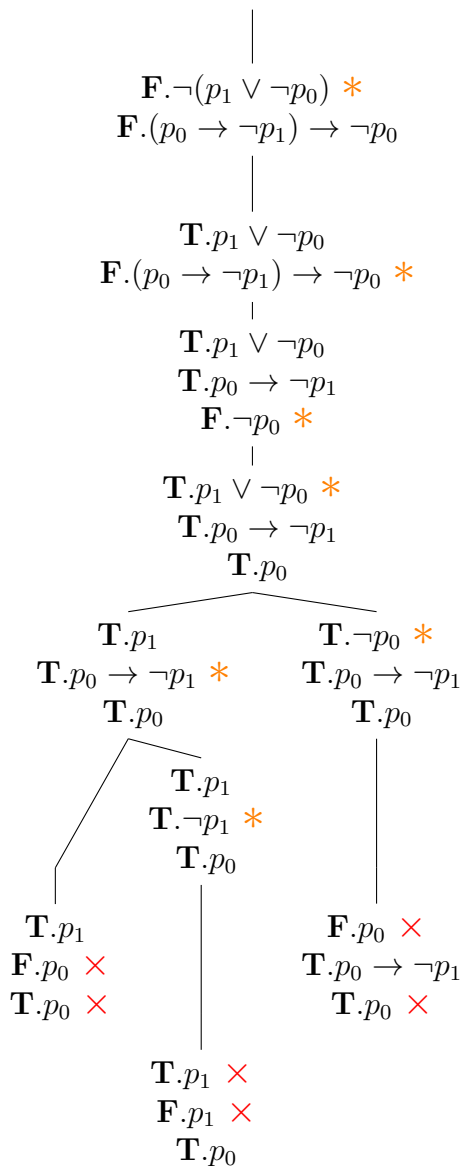 F.¬(p₁ ∨ ¬p₀) *
F.(p₀ → ¬p₁) → ¬p₀
T.p₁ ∨ ¬p₀
F.(p₀ → ¬p₁) → ¬p₀ *
T.p₁ ∨ ¬p₀
T.p₀ → ¬p₁
F.¬p₀ *
T.p₁ ∨ ¬p₀ *
T.p₀ → ¬p₁
T.p₀
T.p₁
T.p₀ → ¬p₁ *
T.p₀
T.¬p₀ *
T.p₀ → ¬p₁
T.p₀
T.p₁
T.¬p₁ *
T.p₀
T.p₁
F.p₀ ×
T.p₀ ×
F.p₀ ×
T.p₀ → ¬p₁
T.p₀ ×
T.p₁ ×
F.p₁ ×
T.p₀